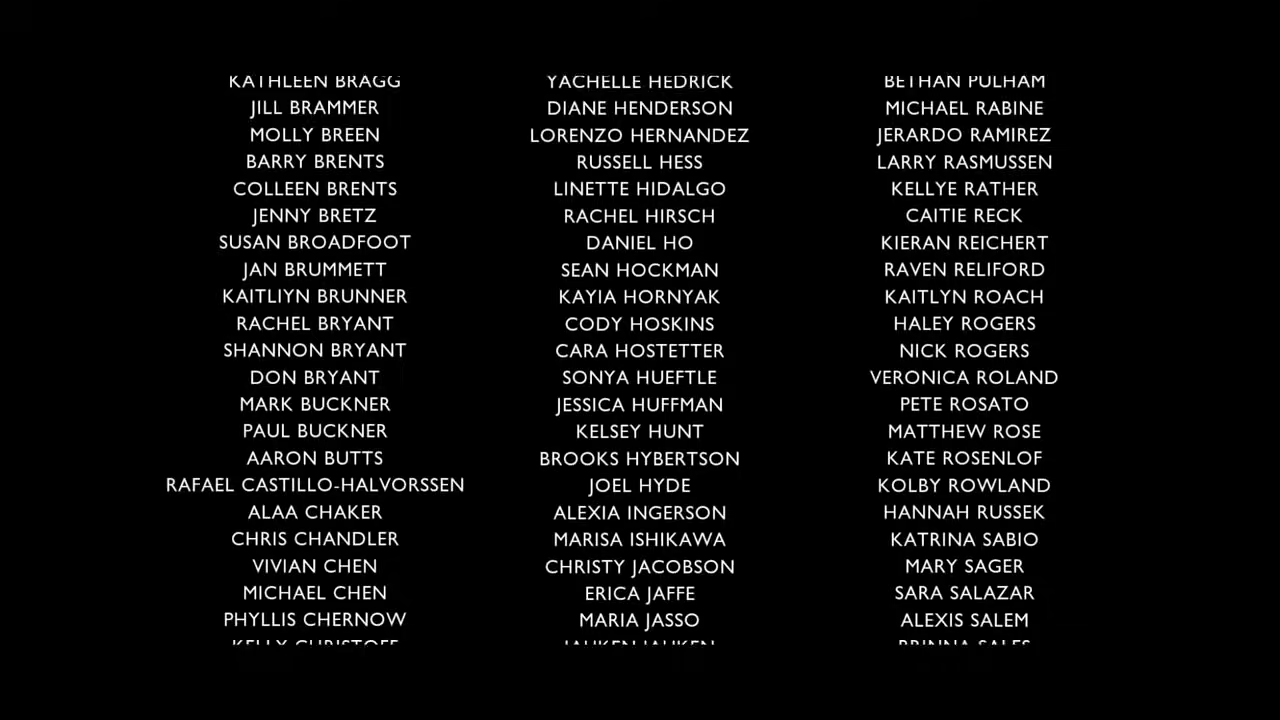 KATHLEEN BRAGG
JILL BRAMMER
MOLLY BREEN
BARRY BRENTS
COLLEEN BRENTS
JENNY BRETZ
SUSAN BROADFOOT
JAN BRUMMETT
KAITLIYN BRUNNER
RACHEL BRYANT
SHANNON BRYANT
DON BRYANT
MARK BUCKNER
PAUL BUCKNER
AARON BUTTS
RAFAEL CASTILLO-HALVORSSEN
ALAA CHAKER
CHRIS CHANDLER
VIVIAN CHEN
MICHAEL CHEN
PHYLLIS CHERNOW
KELLY CHRISTOFF
YACHELLE HEDRICK
DIANE HENDERSON
LORENZO HERNANDEZ
RUSSELL HESS
LINETTE HIDALGO
RACHEL HIRSCH
DANIEL HO
SEAN HOCKMAN
KAYIA HORNYAK
CODY HOSKINS
CARA HOSTETTER
SONYA HUEFTLE
JESSICA HUFFMAN
KELSEY HUNT
BROOKS HYBERTSON
JOEL HYDE
ALEXIA INGERSON
MARISA ISHIKAWA
CHRISTY JACOBSON
ERICA JAFFE
MARIA JASSO
BETHAN PULHAM
MICHAEL RABINE
JERARDO RAMIREZ
LARRY RASMUSSEN
KELLYE RATHER
CAITIE RECK
KIERAN REICHERT
RAVEN RELIFORD
KAITLYN ROACH
HALEY ROGERS
NICK ROGERS
VERONICA ROLAND
PETE ROSATO
MATTHEW ROSE
KATE ROSENLOF
KOLBY ROWLAND
HANNAH RUSSEK
KATRINA SABIO
MARY SAGER
SARA SALAZAR
ALEXIS SALEM
SALES